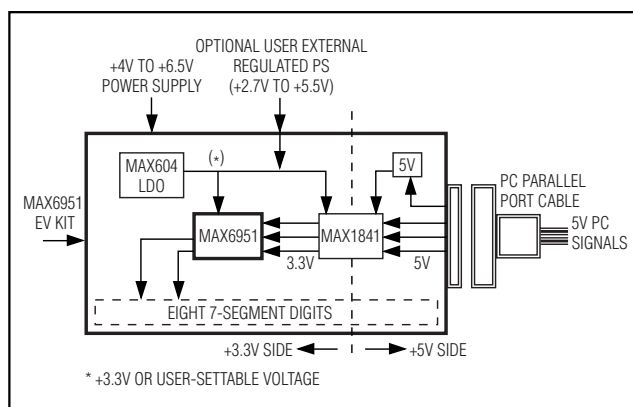 +4V TO +6.5V
POWER SUPPLY
OPTIONAL USER EXTERNAL
REGULATED PS
(+2.7V TO +5.5V)
MAX604
LDO
(*)
5V
PC PARALLEL
PORT CABLE
MAX6951
EV KIT
MAX6951
3.3V
MAX1841
5V
5V PC
SIGNALS
EIGHT 7-SEGMENT DIGITS
+3.3V SIDE
+5V SIDE
* +3.3V OR USER-SETTABLE VOLTAGE